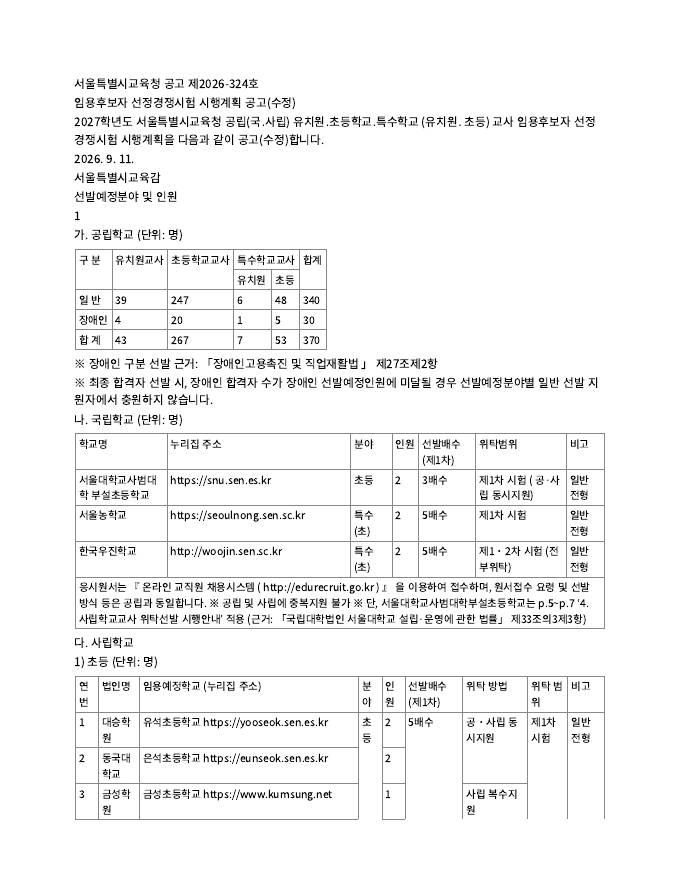 서울특별시교육청 공고 제2026-324호
임용후보자 선정경쟁시험 시행계획 공고(수정)
2027학년도 서울특별시교육청 공립(국.사립) 유치원.초등학교.특수학교 (유치원. 초등) 교사 임용후보자 선정
경쟁시험 시행계획을 다음과 같이 공고(수정)합니다.
2026. 9. 11.
서울특별시교육감
선발예정분야 및 인원
1
가. 공립학교 (단위: 명)
구 분 유치원교사 초등학교교사 특수학교교사 합계
유치원 초등
일 반 39 247 6 48 340
장애인 4 20 1 5 30
합 계 43 267 7 53 370
※ 장애인 구분 선발 근거: 「장애인고용촉진 및 직업재활법 」 제27조제2항
※ 최종 합격자 선발 시, 장애인 합격자 수가 장애인 선발예정인원에 미달될 경우 선발예정분야별 일반 선발 지
원자에서 충원하지 않습니다.
나. 국립학교 (단위: 명)
학교명 누리집 주소 분야 인원 선발배수 위탁범위 비고
(제1차)
서울대학교사범대 https://snu.sen.es.kr 초등 2 3배수 제1차 시험 ( 공·사 일반
학 부설초등학교 립 동시지원) 전형
서울농학교 https://seoulnong.sen.sc.kr 특수 2 5배수 제1차 시험 일반
(초) 전형
한국우진학교 http://woojin.sen.sc.kr 특수 2 5배수 제1・2차 시험 (전 일반
(초) 부위탁) 전형
응시원서는 『 온라인 교직원 채용시스템 ( http://edurecruit.go.kr ) 』 을 이용하여 접수하며, 원서접수 요령 및 선발
방식 등은 공립과 동일합니다. ※ 공립 및 사립에 중복지원 불가 ※ 단, 서울대학교사범대학부설초등학교는 p.5~p.7 ‘4.
사립학교교사 위탁선발 시행안내’ 적용 (근거: 「국립대학법인 서울대학교 설립·운영에 관한 법률」 제33조의3제3항)
다. 사립학교
1) 초등 (단위: 명)
연 법인명 임용예정학교 (누리집 주소) 분 인 선발배수 위탁 방법 위탁 범 비고
번 야 원 (제1차) 위
1 대승학 유석초등학교 https://yooseok.sen.es.kr 초 2 5배수 공・사립 동 제1차 일반
원 등 시지원 시험 전형
2 동국대 은석초등학교 https://eunseok.sen.es.kr 2
학교
3 금성학 금성초등학교 https://www.kumsung.net 1 사립 복수지
원 원